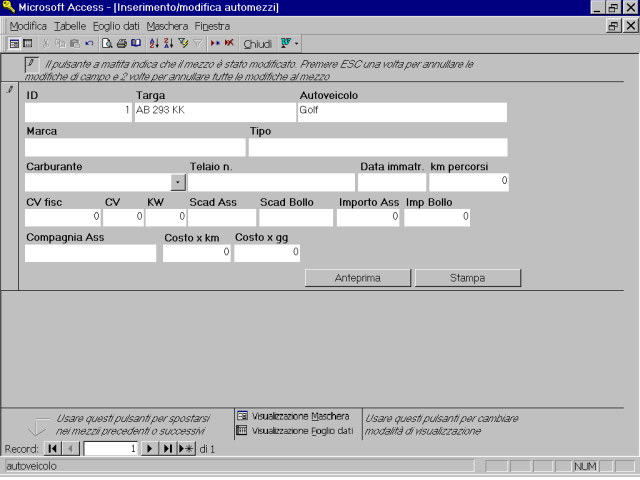 Microsoft Access - [Inserimento/modifica automezzi]
Modifica Tabelle Foglio dati Maschera Finestra
Chiudi
Il pulsante a matita indica che il mezzo è stato modificato. Premere ESC una volta per annullare le
modifiche di campo e 2 volte per annullare tutte le modifiche al mezzo
ID Targa Autoveicolo
1 AB 293 KK Golf
Marca Tipo
Carburante Telaio n. Data immatr. km percorsi
0
CV fisc CV KW Scad Ass Scad Bollo Importo Ass Imp Bollo
0 0 0 0 0
Compagnia Ass Costo x km Costo x gg
0 0
Anteprima Stampa
Usare questi pulsanti per spostarsi
nei mezzii precedenti o successivi
Visualizzazione Maschera
Visualizzazione Foglio dati
Usare questi pulsanti per cambiare
modalità di visualizzazione
Record: 1 di 1
autoveicolo NUM